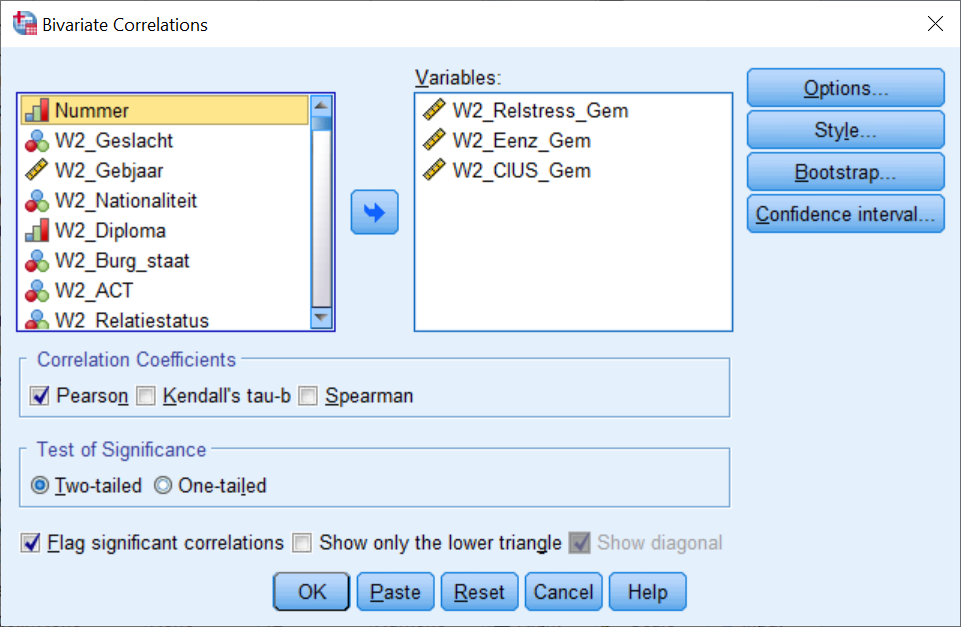 Bivariate Correlations
Variables:
Nummer
W2_Geslacht
W2_Gebjaar
W2_Nationaliteit
W2_Diploma
W2_Burg_staat
W2_ACT
W2_Relatiestatus
W2_Relstress_Gem
W2_Eenz_Gem
W2_CIUS_Gem
Options...
Style...
Bootstrap...
Confidence interval...
Correlation Coefficients
Pearson Kendall's tau-b Spearman
Test of Significance
Two-tailed One-tailed
Flag significant correlations Show only the lower triangle Show diagonal
OK Paste Reset Cancel Help